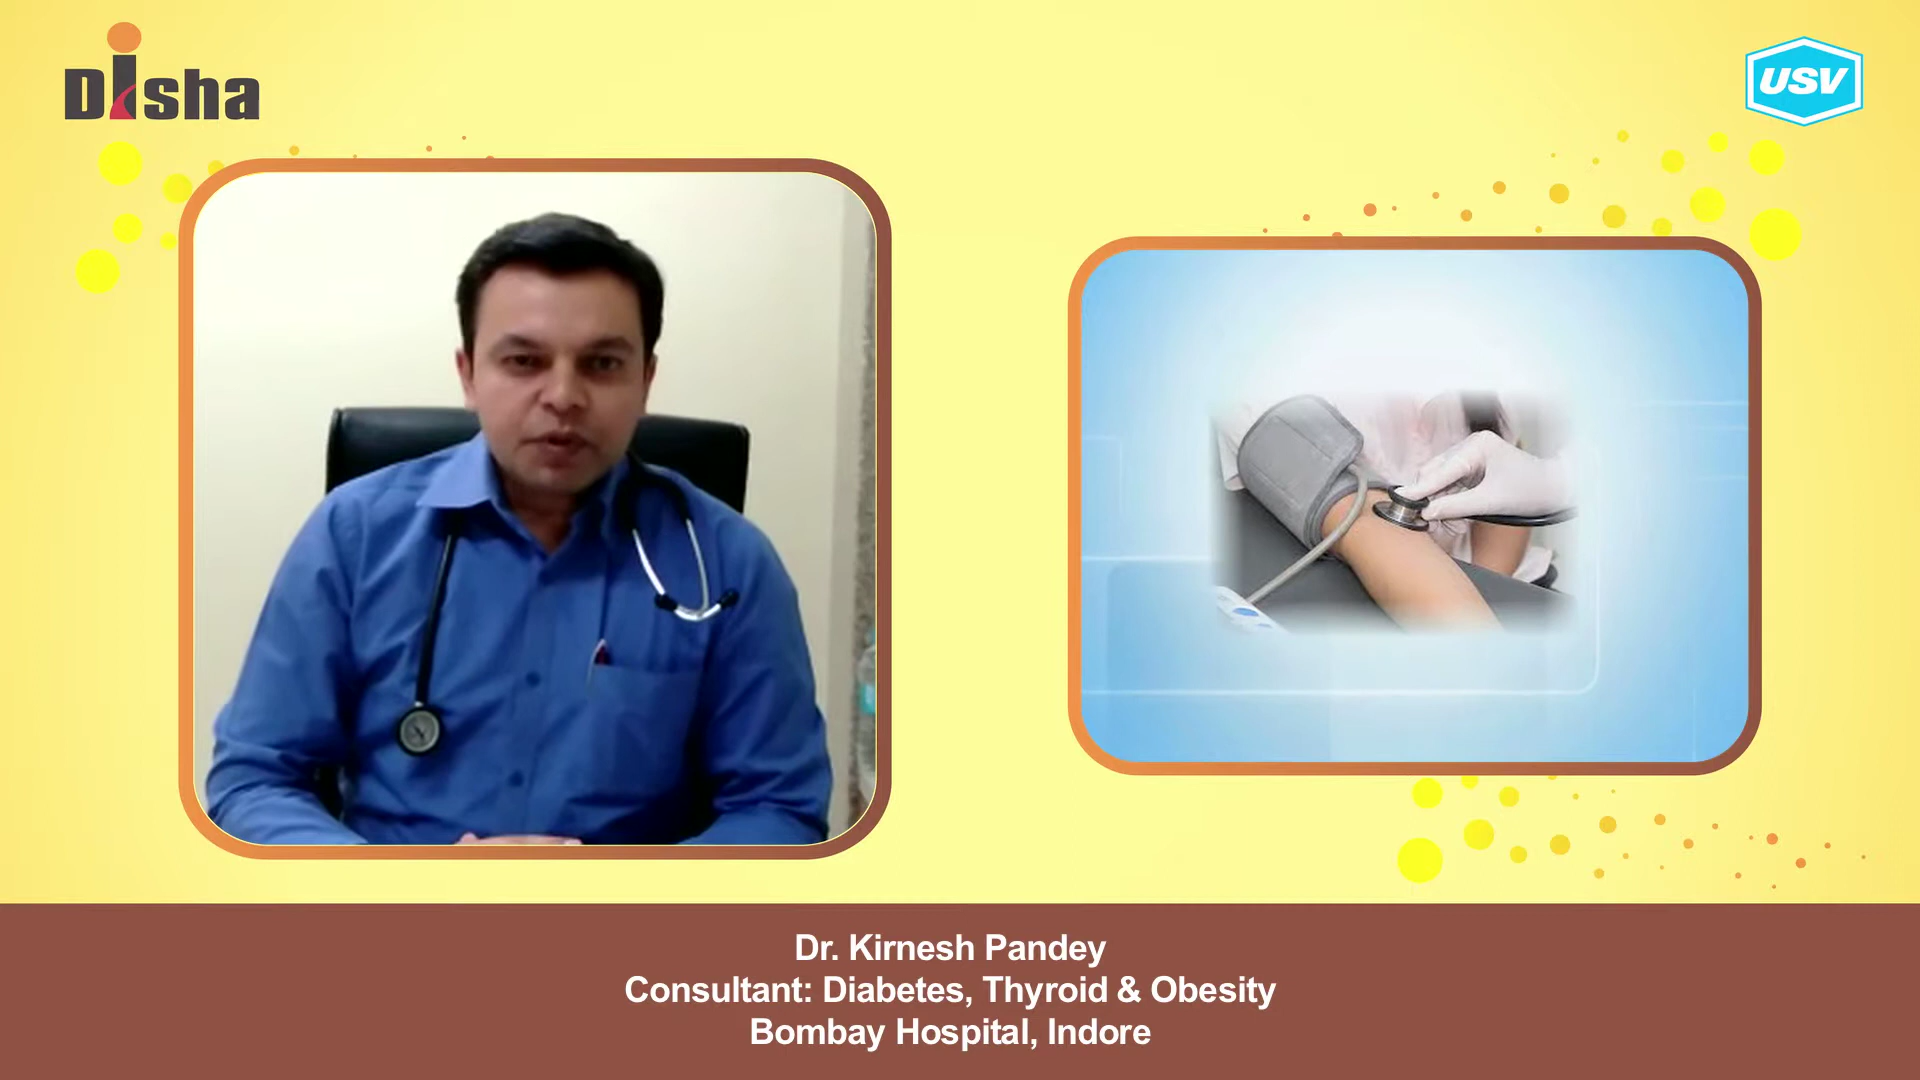 Disha
USV
Dr. Kirnesh Pandey
Consultant: Diabetes, Thyroid & Obesity
Bombay Hospital, Indore